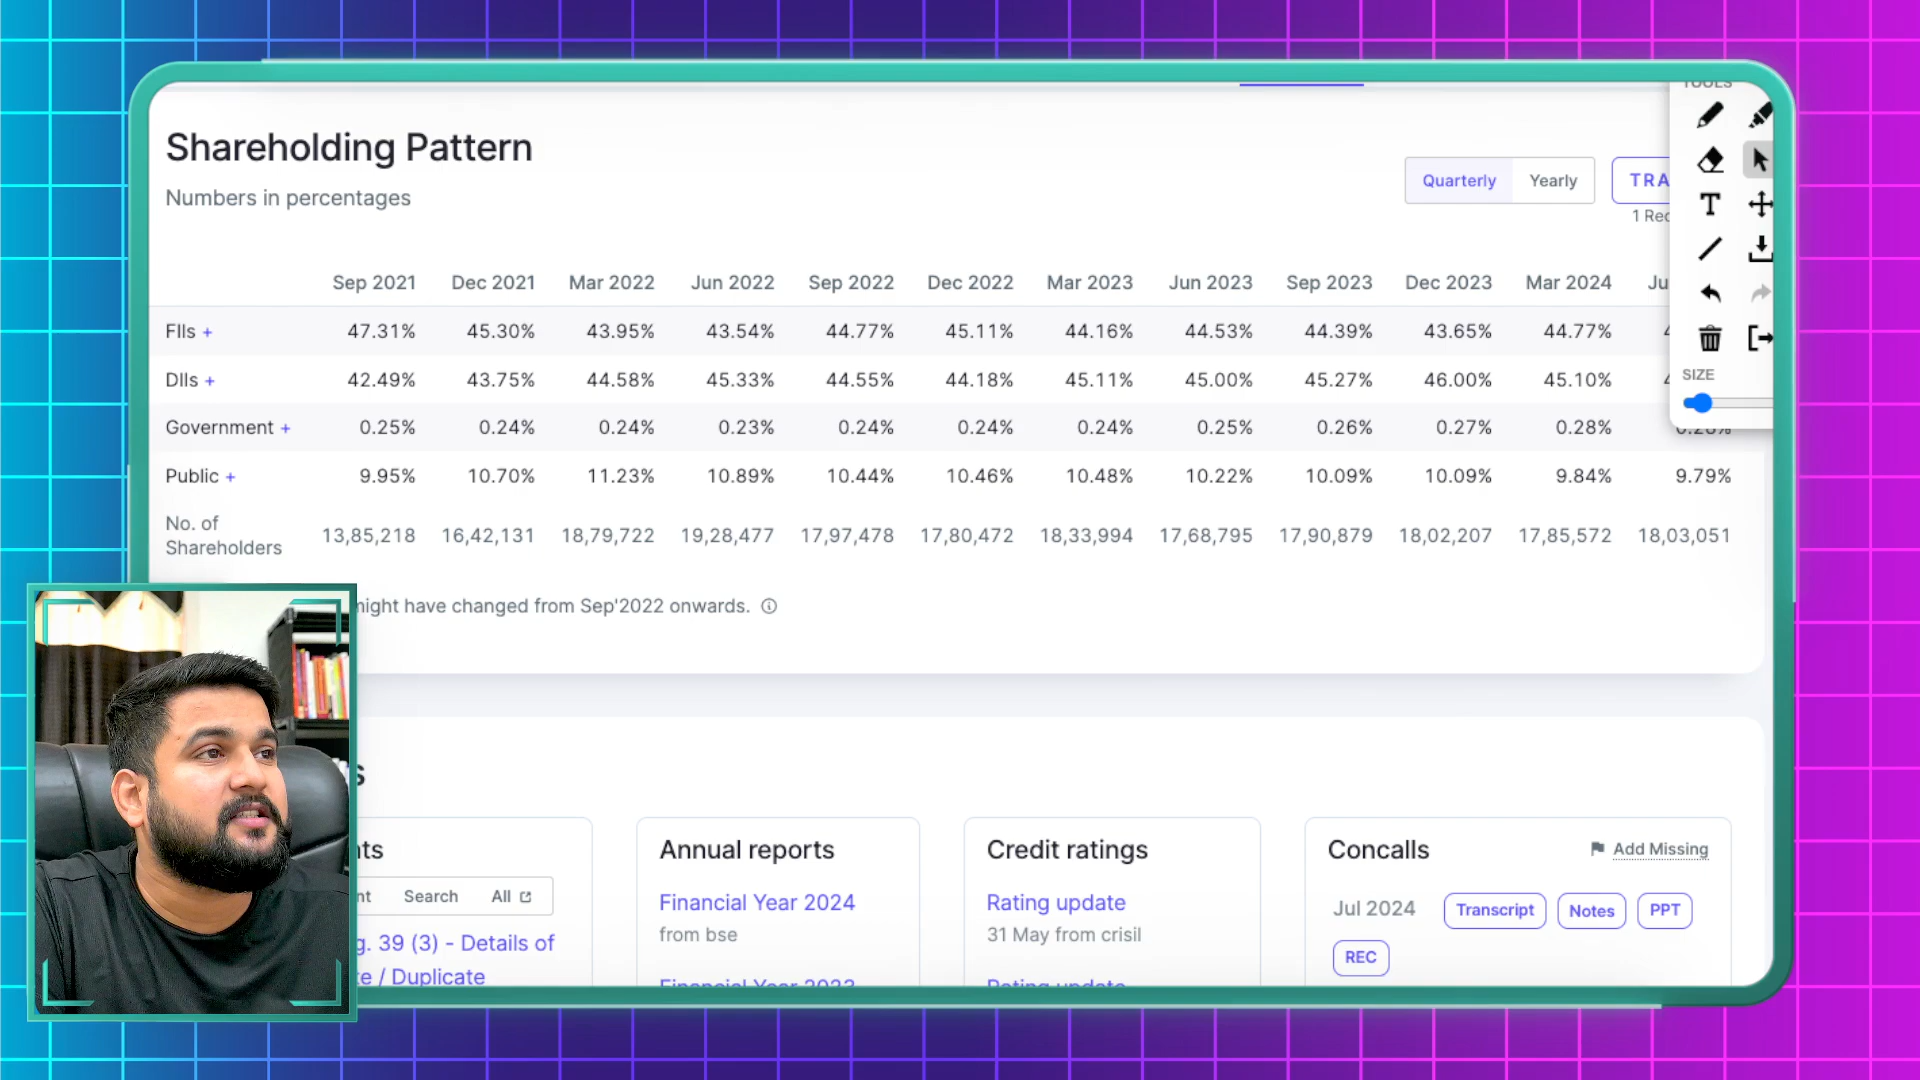 TOOLS
Shareholding Pattern
Numbers in percentages
Quarterly Yearly
SIZE
Sep 2021 Dec 2021 Mar 2022 Jun 2022 Sep 2022 Dec 2022 Mar 2023 Jun 2023 Sep 2023 Dec 2023 Mar 2024
FIIs + 47.31% 45.30% 43.95% 43.54% 44.77% 45.11% 44.16% 44.53% 44.39% 43.65% 44.77%
DIIs + 42.49% 43.75% 44.58% 45.33% 44.55% 44.18% 45.11% 45.00% 45.27% 46.00% 45.10%
Government + 0.25% 0.24% 0.24% 0.23% 0.24% 0.24% 0.24% 0.25% 0.26% 0.27% 0.28%
Public + 9.95% 10.70% 11.23% 10.89% 10.44% 10.46% 10.48% 10.22% 10.09% 10.09% 9.84% 9.79%
No. of
Shareholders 13,85,218 16,42,131 18,79,722 19,28,477 17,97,478 17,80,472 18,33,994 17,68,795 17,90,879 18,02,207 17,85,572 18,03,051
might have changed from Sep'2022 onwards.
Annual reports
Financial Year 2024
from bse
Financial Year 2023
Credit ratings
Rating update
31 May from crisil
Rating update
Concalls Add Missing
Jul 2024 Transcript Notes PPT
REC
Search All
39 (3) - Details of
/ Duplicate